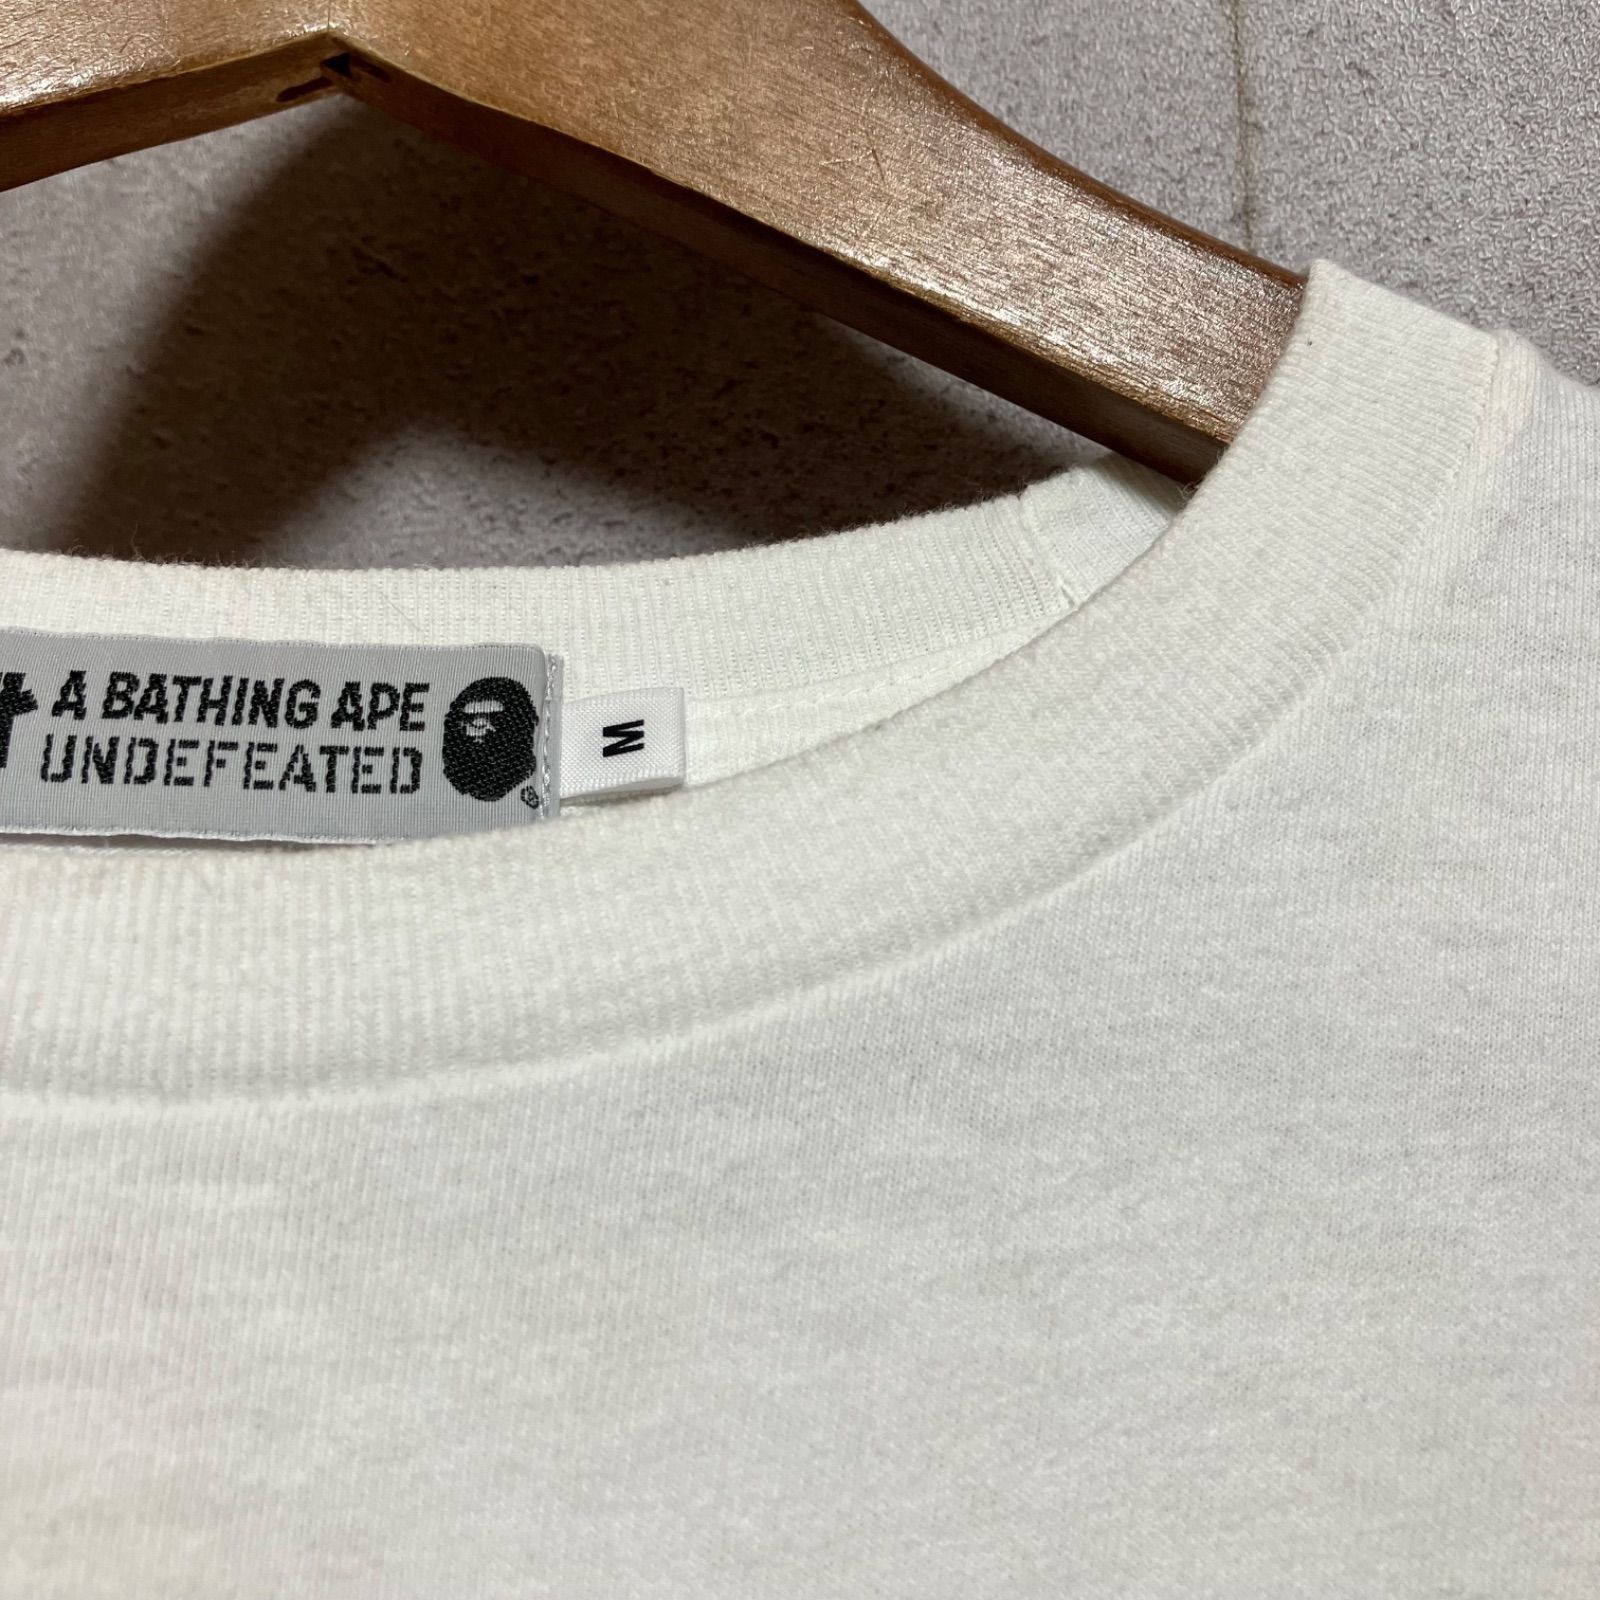 A BATHING APE
UNDEFEATED
®
M